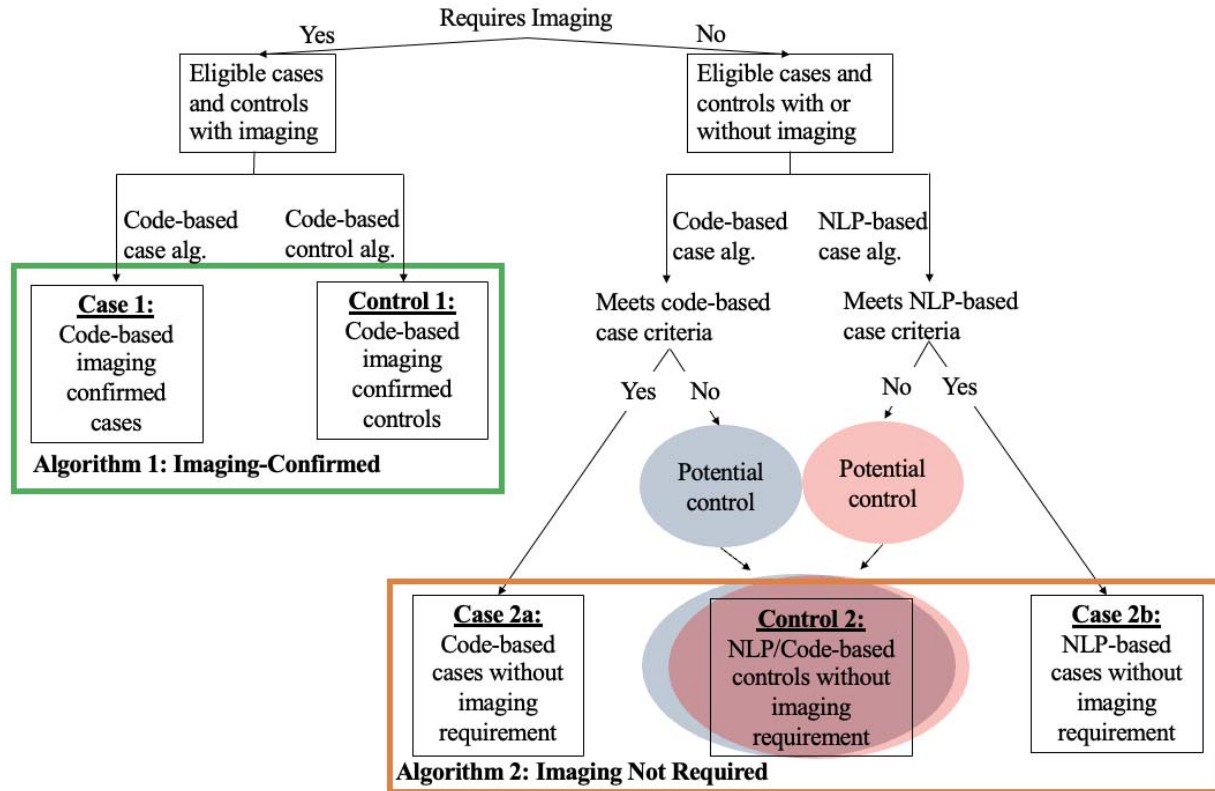 Requires Imaging
Yes
No
Eligible cases
and controls
with imaging
Eligible cases and
controls with or
without imaging
Code-based
case alg.
Code-based
control alg.
Code-based
case alg.
NLP-based
case alg.
Case 1:
Code-based
imaging
confirmed
cases
Control 1:
Code-based
imaging
confirmed
controls
Algorithm 1: Imaging-Confirmed
Meets code-based
case criteria
Meets NLP-based
case criteria
Yes
No
No
Yes
Potential
control
Potential
control
Case 2a:
Code-based
cases without
imaging
requirement
Control 2:
NLP/Code-based
controls without
imaging
requirement
Case 2b:
NLP-based
cases without
imaging
requirement
Algorithm 2: Imaging Not Required